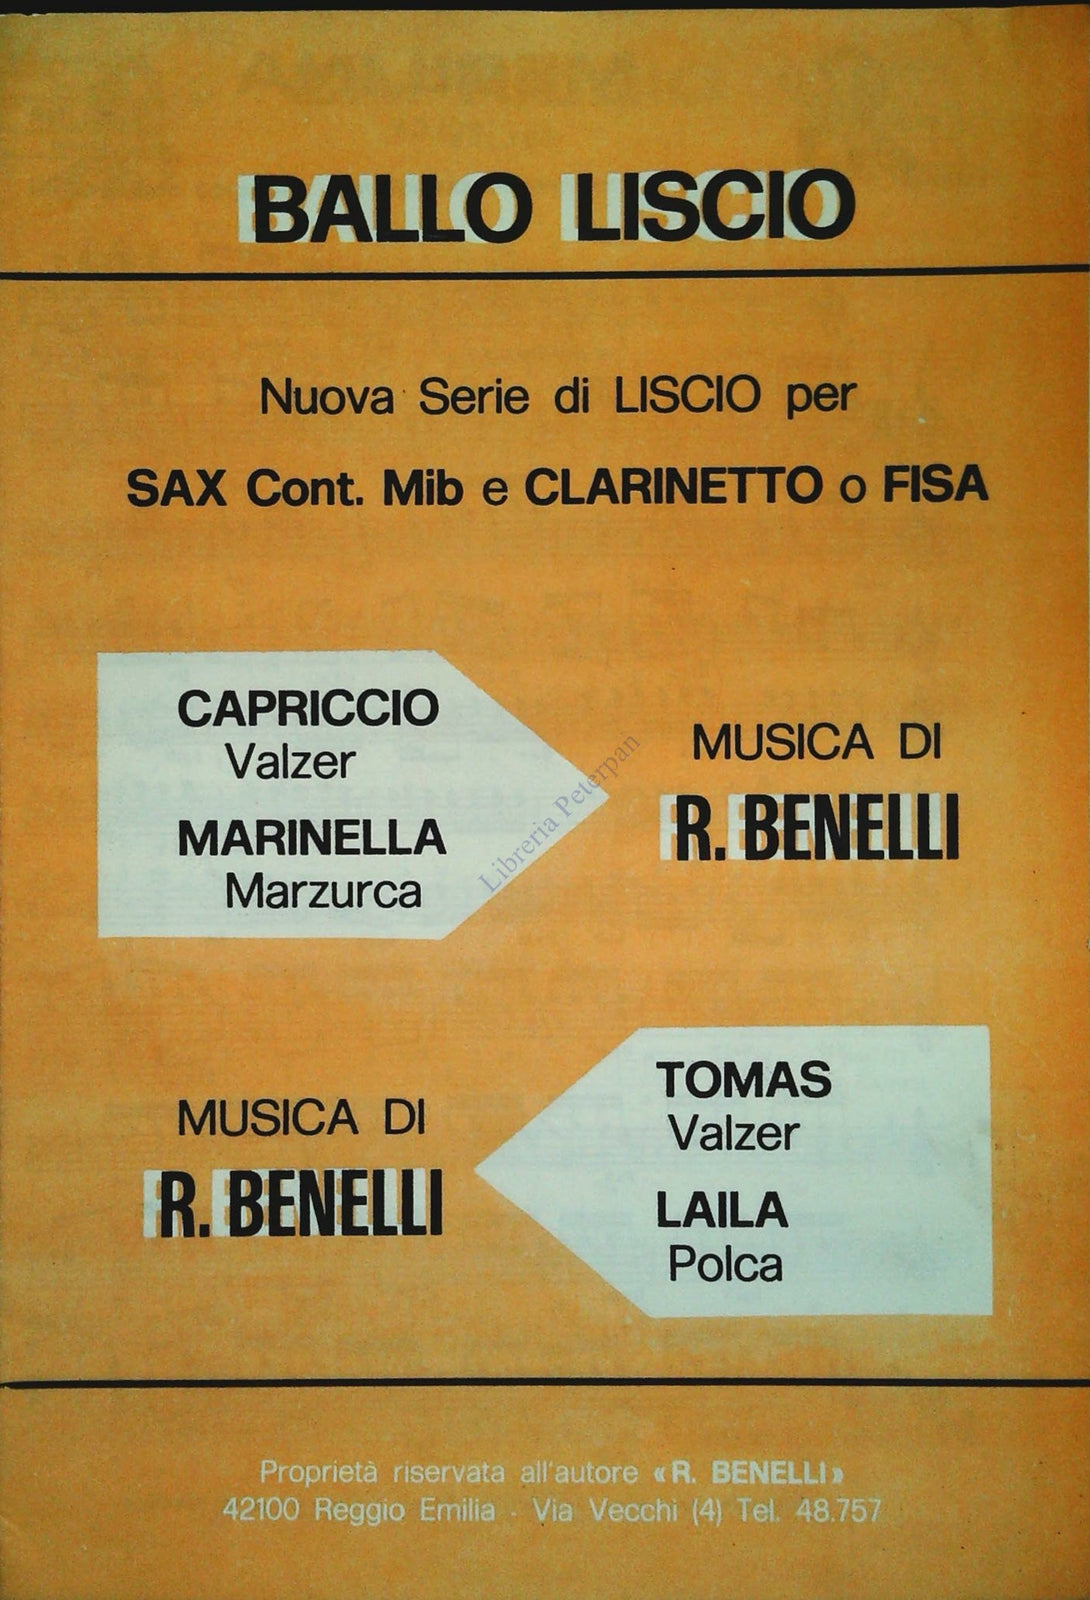 BALLO LISCIO
Nuova Serie di LISCIO per
SAX Cont. Mib e CLARINETTO o FISA
CAPRICCIO
Valzer
MARINELLA
Marzurca
MUSICA DI
R. BENELLI
Libreria Peterpan
MUSICA DI
R. BENELLI
TOMAS
Valzer
LAILA
Polca
Proprietà riservata all'autore «R. BENELLI»
42100 Reggio Emilia - Via Vecchi (4) Tel. 48.757